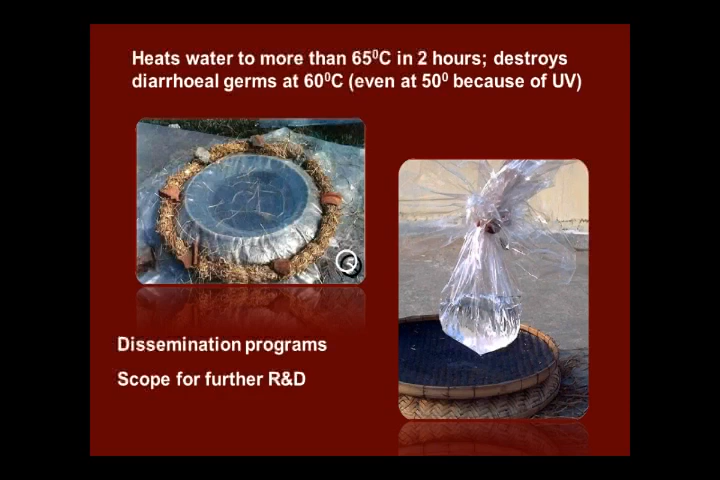 Heats water to more than 65⁰C in 2 hours; destroys
diarrhoeal germs at 60⁰C (even at 50⁰ because of UV)
Dissemination programs
Scope for further R&D